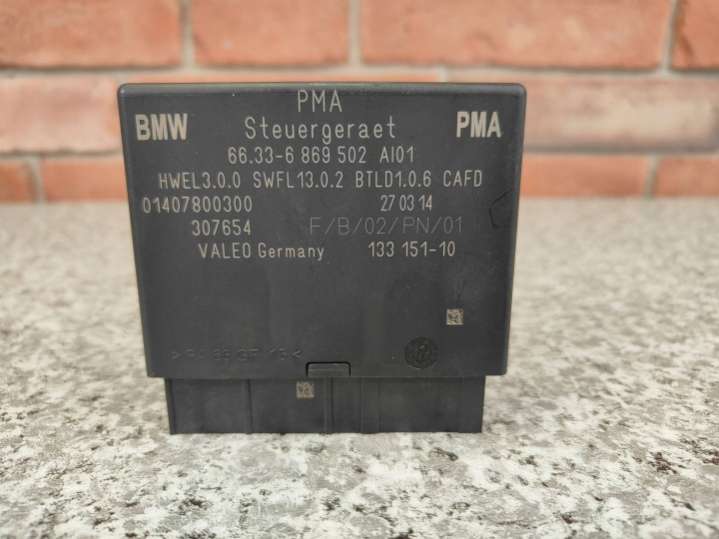 PMA
BMW Steuergeraet PMA
66.33-6 869 502 AI01
HWEL3.0.0 SWFL13.0.2 BTLD1.0.6 CAFD
01407800300 27 03 14
307654 F/B/02/PN/01
VALEO Germany 133 151-10